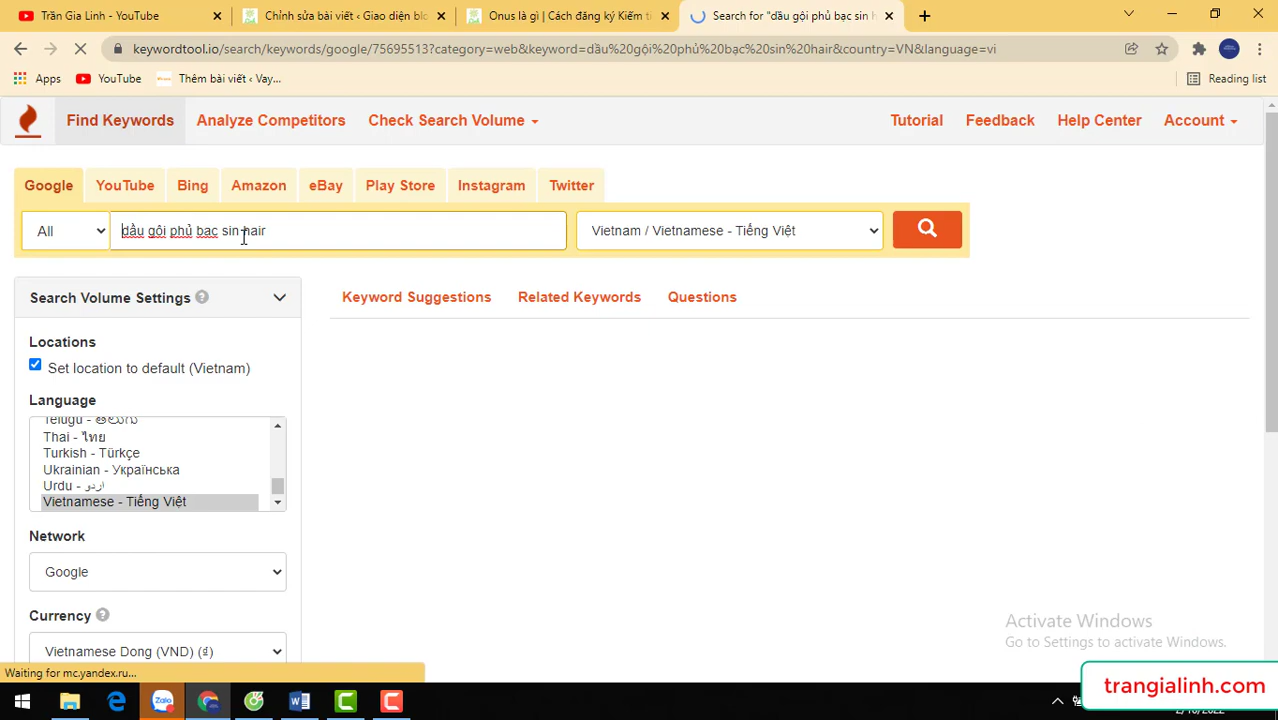 Trần Gia Linh - YouTube
Chỉnh sửa bài viết ‹ Giao diện blo
Onus là gì | Cách đăng ký Kiếm ti
Search for "dầu gội phủ bạc sin h
keywordtool.io/search/keywords/google/75695513?category=web&keyword=dầu%20gội%20phủ%20bạc%20sin%20hair&country=VN&language=vi
Apps
YouTube
Thêm bài viết ‹ Vay...
Reading list
Find Keywords
Analyze Competitors
Check Search Volume
Tutorial
Feedback
Help Center
Account
Google
YouTube
Bing
Amazon
eBay
Play Store
Instagram
Twitter
All
dầu gội phủ bạc sin hair
Vietnam / Vietnamese - Tiếng Việt
Search Volume Settings ?
Keyword Suggestions
Related Keywords
Questions
Locations
Set location to default (Vietnam)
Language
Telugu - తెలుగు
Thai - ไทย
Turkish - Türkçe
Ukrainian - Українська
Urdu - اردو
Vietnamese - Tiếng Việt
Network
Google
Currency ?
Vietnamese Dong (VND) (₫)
Activate Windows
Go to Settings to activate Windows.
Waiting for mc.yandex.ru...
Zalo
trangialinh.com